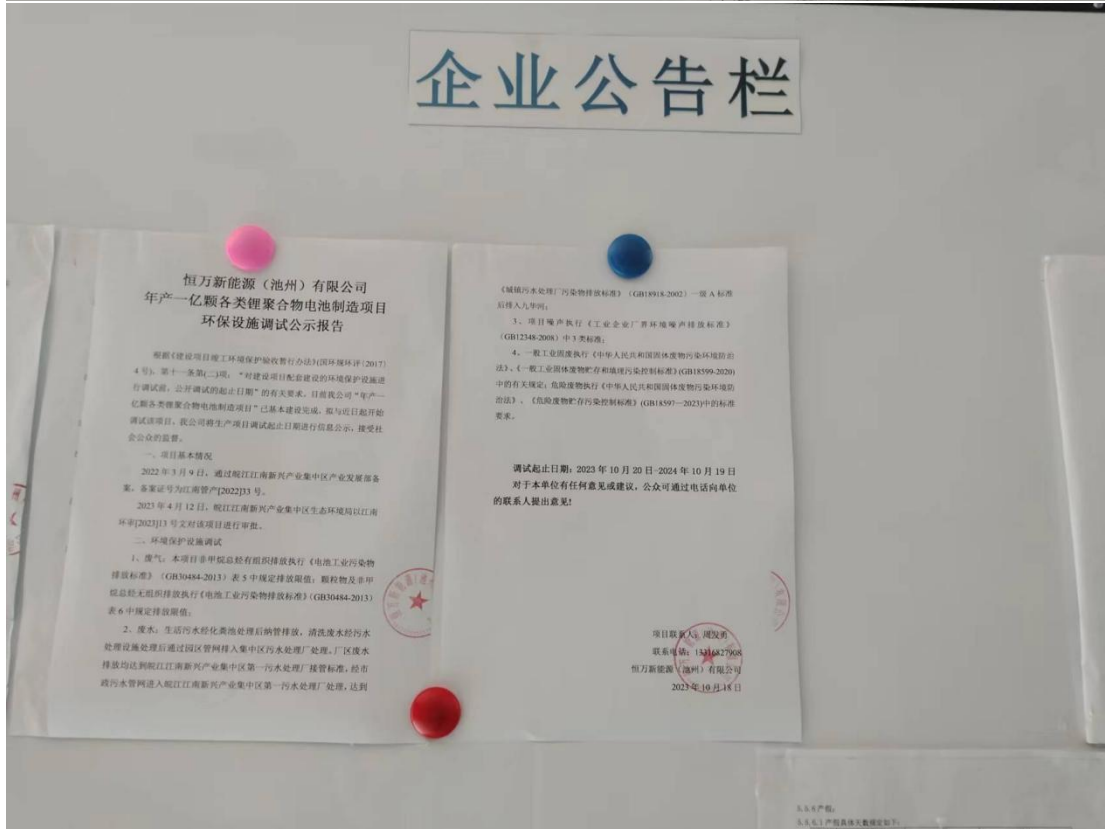 企业公告栏
恒万新能源（池州）有限公司
年产一亿颗各类锂聚合物电池制造项目
环保设施调试公示报告
根据《建设项目竣工环境保护验收暂行办法》(国环规环评[2017]
4号)，第十一条第(二)项，“对建设项目配套建设的环境保护设施进
行调试前，公开调试的起止日期”的有关要求，目前我公司“年产一
亿颗各类锂聚合物电池制造项目”已基本建设完成，拟与近日起开始
调试该项目，我公司将生产项目调试起止日期进行信息公示，接受社
会公众的监督。
一、项目基本情况
2022年3月9日，通过皖江江南新兴产业集中区产业发展部备
案，备案证号为江南管产[2022]33号。
2023年4月12日，皖江江南新兴产业集中区生态环境局以江南
环审[2023]13号文对该项目进行审批。
二、环境保护设施调试
1、废气：本项目非甲烷总烃有组织排放执行《电池工业污染物
排放标准》（GB30484-2013）表5中规定排放限值；颗粒物及非甲
烷总烃无组织排放执行《电池工业污染物排放标准》（GB30484-2013）
表6中规定排放限值；
2、废水：生活污水经化粪池处理后纳管排放，清洗废水经污水
处理设施处理后通过园区管网排入集中区污水处理厂处理。厂区废水
排放均达到皖江江南新兴产业集中区第一污水处理厂接管标准，经市
政污水管网进入皖江江南新兴产业集中区第一污水处理厂处理，达到
《城镇污水处理厂污染物排放标准》（GB18918-2002）一级A标准
后排入九华河；
3、项目噪声执行《工业企业厂界环境噪声排放标准》
（GB12348-2008）中3类标准；
4、一般工业固废执行《中华人民共和国固体废物污染环境防治
法》、《一般工业固体废物贮存和填埋污染控制标准》(GB18599-2020)
中的有关规定；危险废物执行《中华人民共和国固体废物污染环境防
治法》、《危险废物贮存污染控制标准》(GB18597—2023)中的标准
要求。
调试起止日期：2023年10月20日-2024年10月19日
对于本单位有任何意见或建议，公众可通过电话向单位
的联系人提出意见!
项目联系人：周发勇
联系电话：13316827908
恒万新能源（池州）有限公司
2023年10月18日
5.5.6产假：
5.5.6.1产假具体天数规定如下：